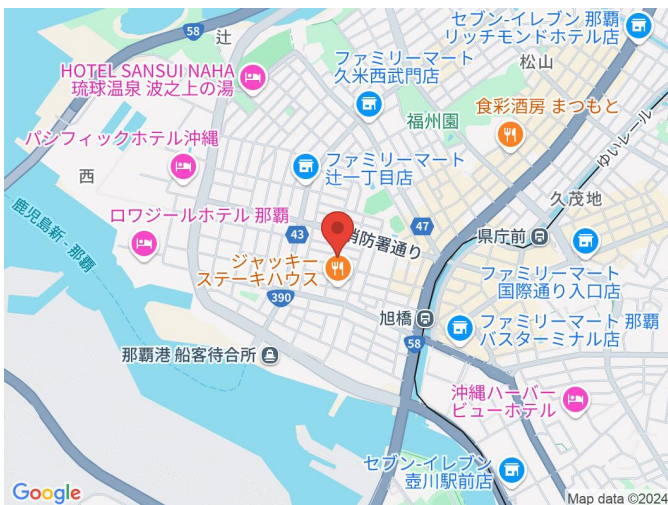 セブン-イレブン 那覇
リッチモンドホテル店
58
辻
松山
ファミリーマート
久米西武門店
HOTEL SANSUI NAHA
琉球温泉 波之上の湯
食彩酒房 まつもと
福州園
ゆいレール
パシフィックホテル沖縄
ファミリーマート
辻一丁目店
西
久茂地
鹿児島新 - 那覇
ロワジールホテル 那覇
43
消防署通り
47
県庁前
ジャッキー
ステーキハウス
ファミリーマート
国際通り入口店
390
旭橋
ファミリーマート 那覇
バスターミナル店
58
那覇港 船客待合所
沖縄ハーバー
ビューホテル
セブン-イレブン
壺川駅前店
Google
Map data ©2024